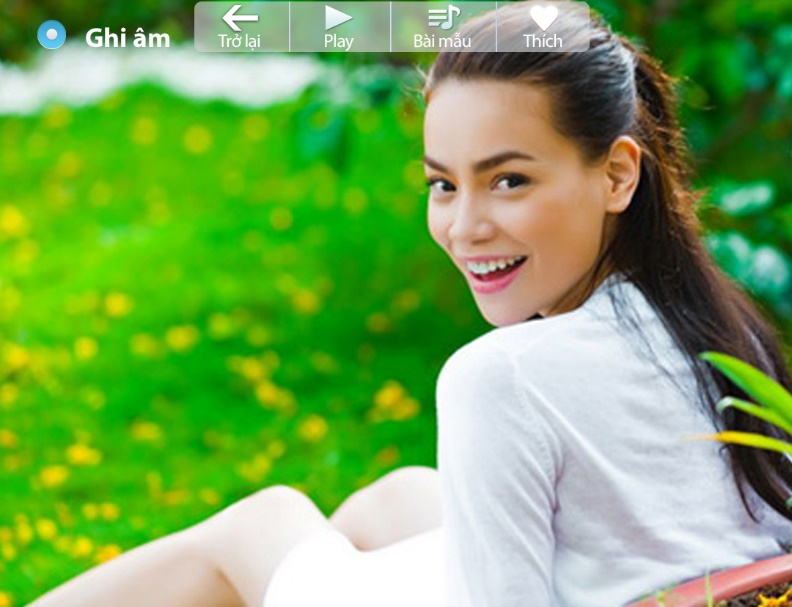 Ghi âm
Trở lại
Play
Bài mẫu
Thích